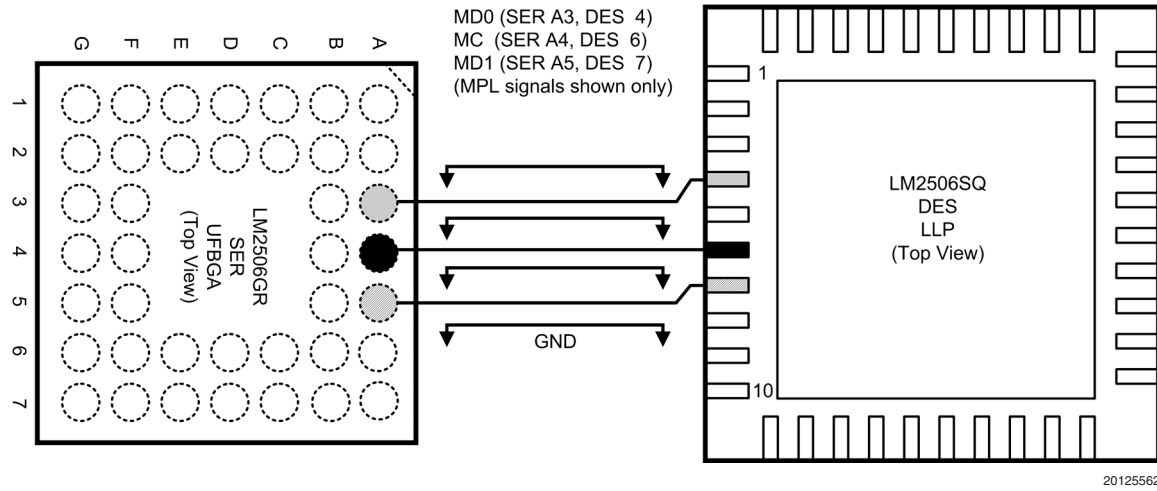 MD0 (SER A3, DES 4)
MC (SER A4, DES 6)
MD1 (SER A5, DES 7)
(MPL signals shown only)
G F E D C B A
1
2
3
4
5
6
7
LM2506GR
SER
UFBGA
(Top View)
GND
1
10
LM2506SQ
DES
LLP
(Top View)
20125562